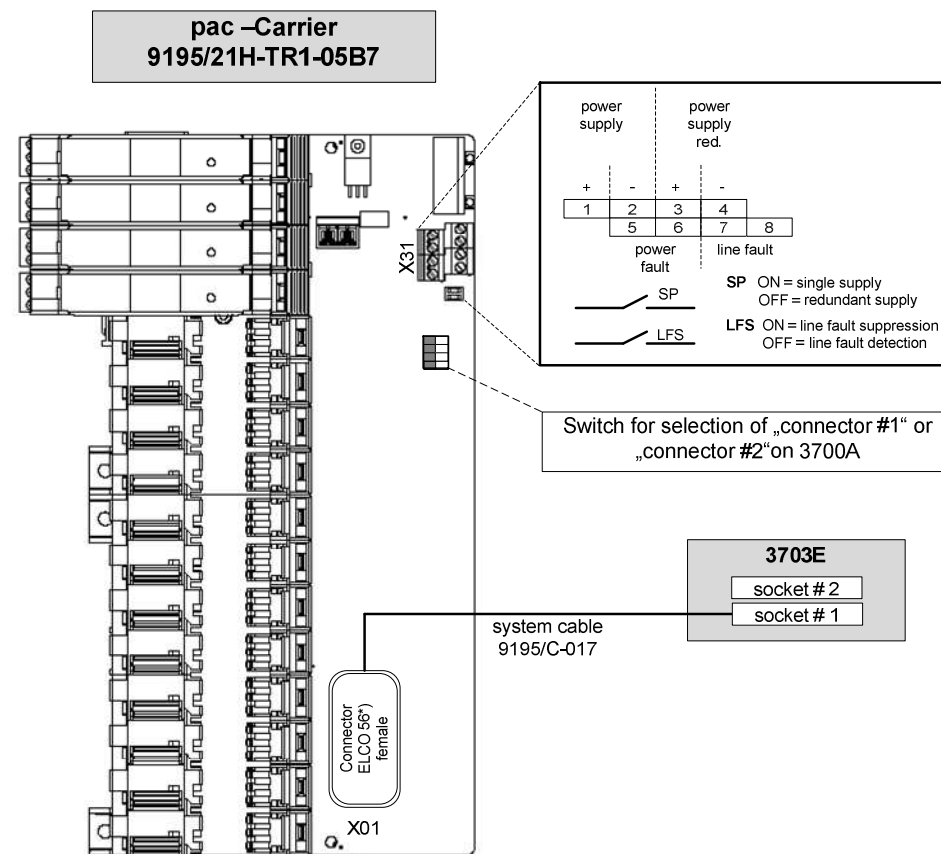 pac –Carrier
9195/21H-TR1-05B7
power
supply
power
supply
red.
+ - + -
1 2 3 4
5 6 7 8
power
fault
line fault
SP
SP ON = single supply
OFF = redundant supply
LFS
LFS ON = line fault suppression
OFF = line fault detection
X31
Switch for selection of „connector #1“ or
„connector #2“on 3700A
3703E
socket # 2
socket # 1
system cable
9195/C-017
Connector
ELCO 56*)
female
X01